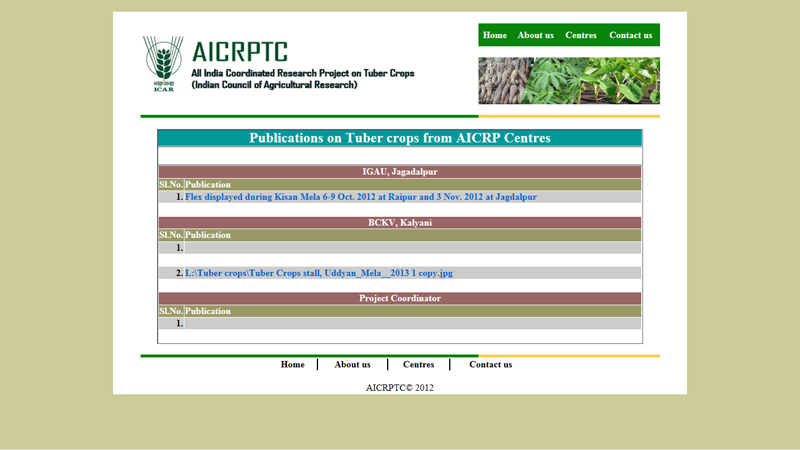 Home About us Centres Contact us
AICRPTC
All India Coordinated Research Project on Tuber Crops
(Indian Council of Agricultural Research)
ICAR
Publications on Tuber crops from AICRP Centres
IGAU, Jagadalpur
Sl.No. Publication
1. Flex displayed during Kisan Mela 6-9 Oct. 2012 at Raipur and 3 Nov. 2012 at Jagdalpur
BCKV, Kalyani
Sl.No. Publication
1.
2. L:\Tuber crops\Tuber Crops stall, Uddyan_Mela__2013 1 copy.jpg
Project Coordinator
Sl.No. Publication
1.
Home About us Centres Contact us
AICRPTC© 2012